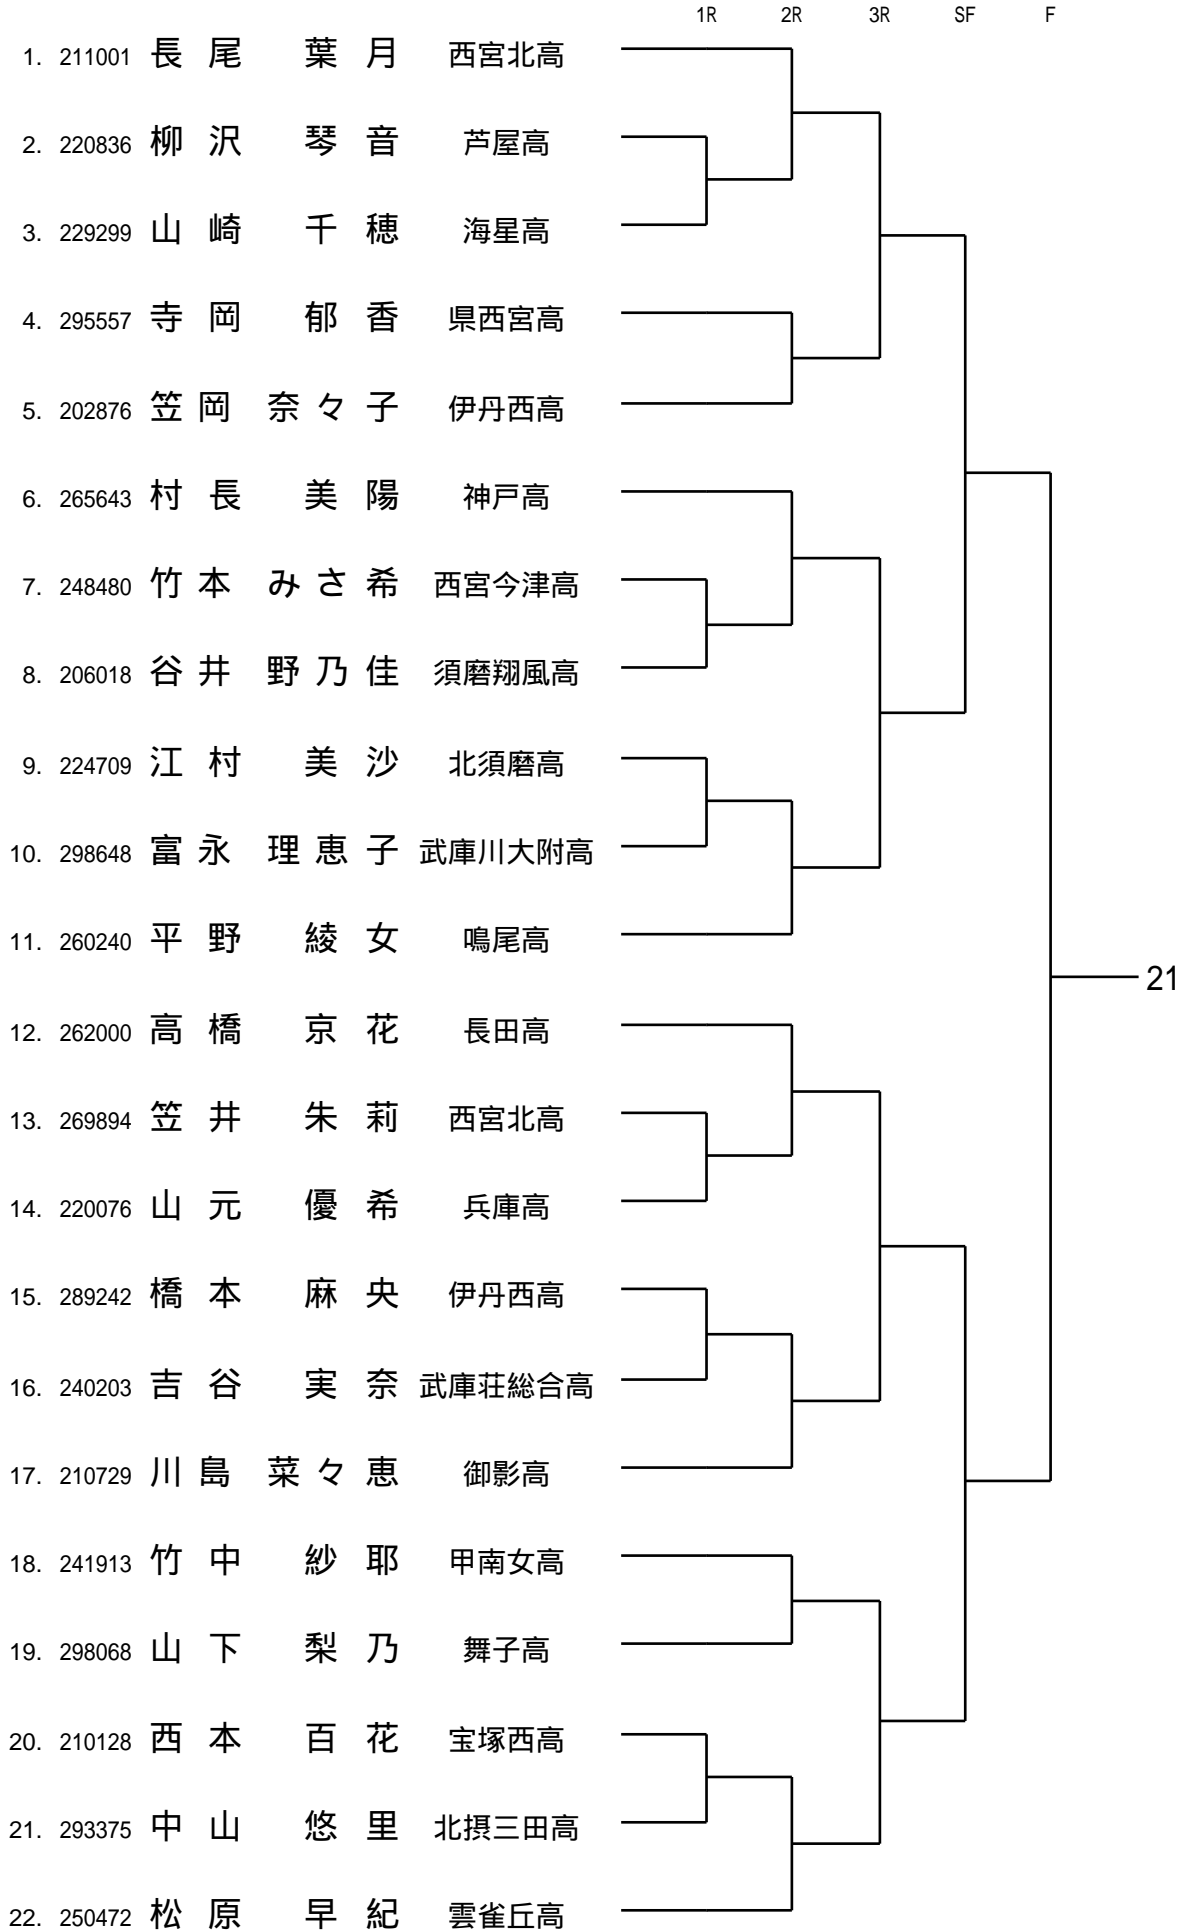 1R 2R 3R SF F
1. 211001 長尾 葉月 西宮北高
2. 220836 柳沢 琴音 芦屋高
3. 229299 山崎 千穂 海星高
4. 295557 寺岡 郁香 県西宮高
5. 202876 笠岡 奈々子 伊丹西高
6. 265643 村長 美陽 神戸高
7. 248480 竹本 みさ希 西宮今津高
8. 206018 谷井 野乃佳 須磨翔風高
9. 224709 江村 美沙 北須磨高
10. 298648 富永 理恵子 武庫川大附高
11. 260240 平野 綾女 鳴尾高
21
12. 262000 高橋 京花 長田高
13. 269894 笠井 朱莉 西宮北高
14. 220076 山元 優希 兵庫高
15. 289242 橋本 麻央 伊丹西高
16. 240203 吉谷 実奈 武庫荘総合高
17. 210729 川島 菜々恵 御影高
18. 241913 竹中 紗耶 甲南女高
19. 298068 山下 梨乃 舞子高
20. 210128 西本 百花 宝塚西高
21. 293375 中山 悠里 北摂三田高
22. 250472 松原 早紀 雲雀丘高